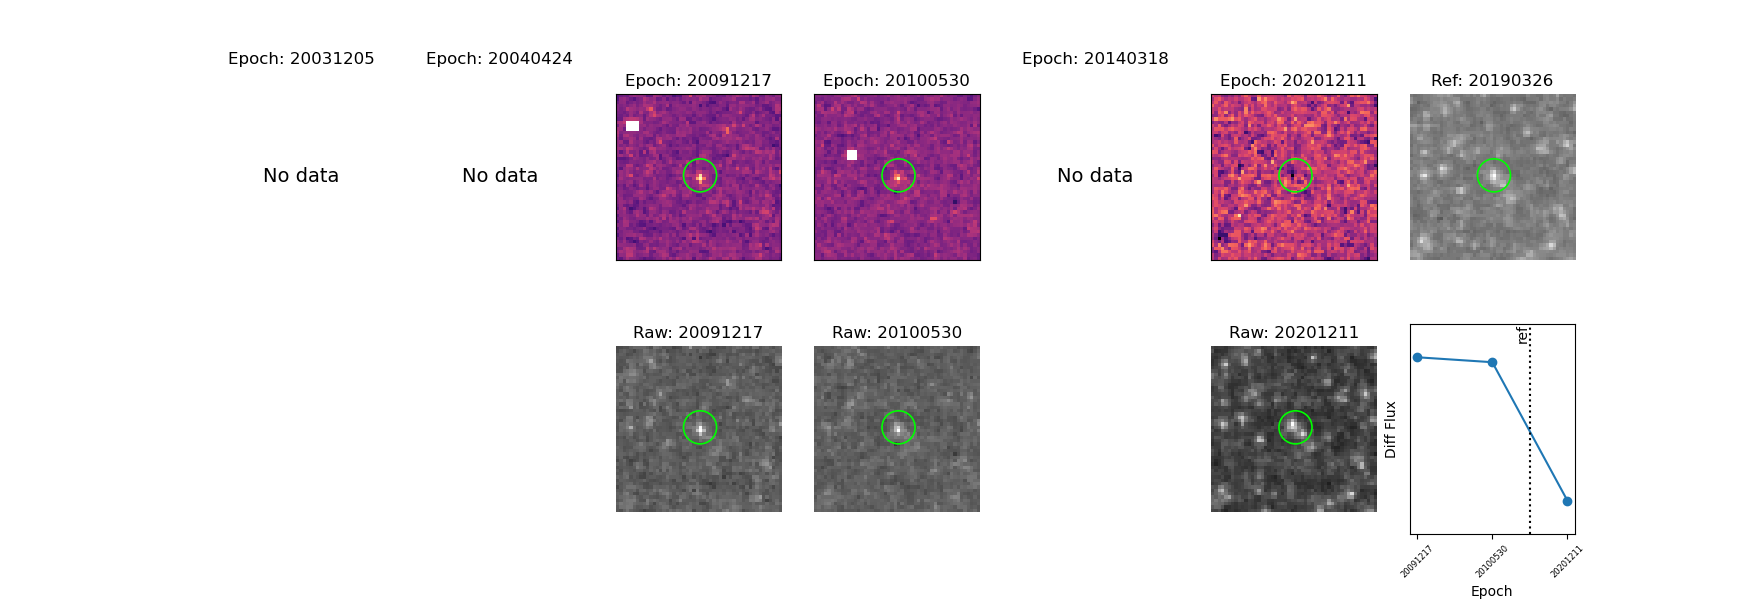 Epoch: 20031205
Epoch: 20040424
Epoch: 20140318
Epoch: 20091217
Epoch: 20100530
Epoch: 20201211
Ref: 20190326
No data
No data
No data
Raw: 20091217
Raw: 20100530
Raw: 20201211
ref
Diff Flux
20091217
20100530
20201211
Epoch